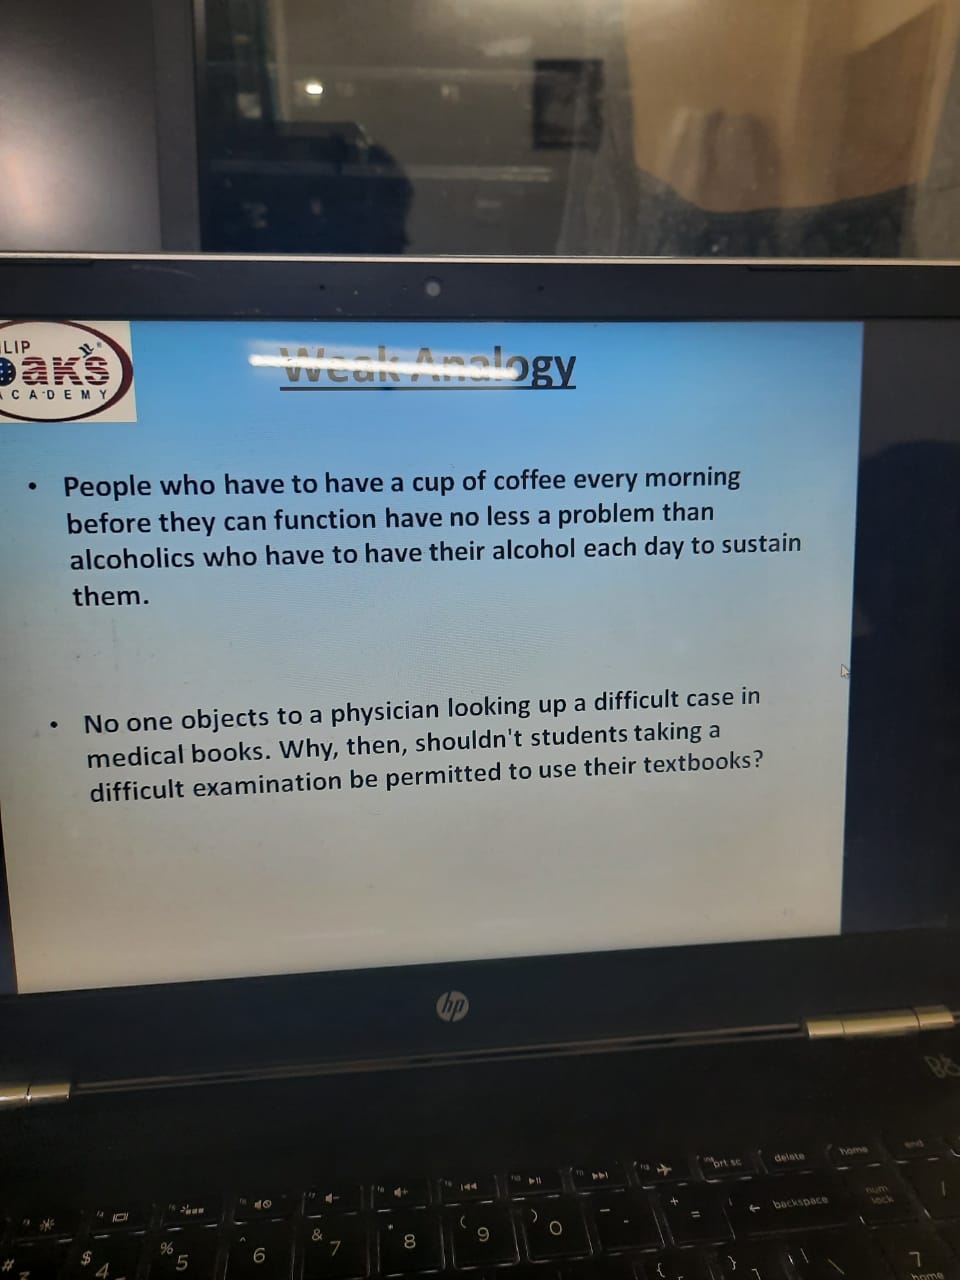 LIP
oaks
ACADEMY
Weak Analogy
• People who have to have a cup of coffee every morning
before they can function have no less a problem than
alcoholics who have to have their alcohol each day to sustain
them.
• No one objects to a physician looking up a difficult case in
medical books. Why, then, shouldn't students taking a
difficult examination be permitted to use their textbooks?
hp
prt sc
delete
home
end
backspace
num
lock
#
$
4
%
5
^
6
&
7
*
8
(
9
)
0
-
+
=
{
}
|
\
7
home